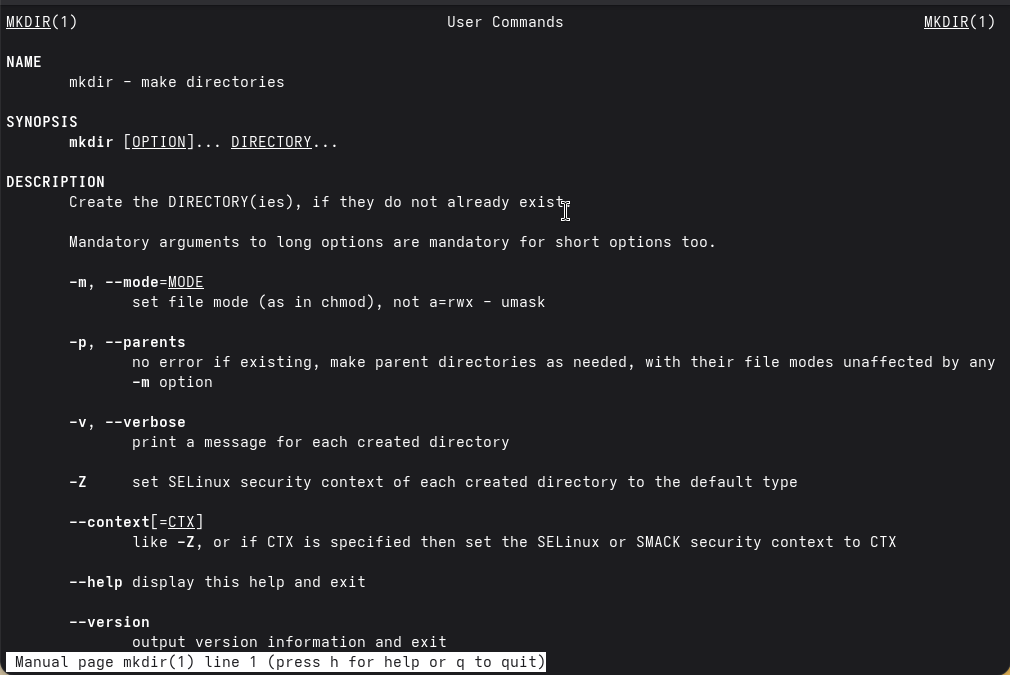 MKDIR(1) User Commands MKDIR(1)
NAME
mkdir - make directories
SYNOPSIS
mkdir [OPTION]... DIRECTORY...
DESCRIPTION
Create the DIRECTORY(ies), if they do not already exist.
Mandatory arguments to long options are mandatory for short options too.
-m, --mode=MODE
set file mode (as in chmod), not a=rwx - umask
-p, --parents
no error if existing, make parent directories as needed, with their file modes unaffected by any
-m option
-v, --verbose
print a message for each created directory
-Z set SELinux security context of each created directory to the default type
--context[=CTX]
like -Z, or if CTX is specified then set the SELinux or SMACK security context to CTX
--help display this help and exit
--version
output version information and exit
Manual page mkdir(1) line 1 (press h for help or q to quit)